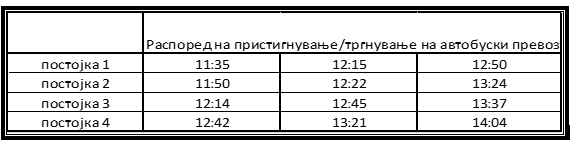 Распоред на пристигнување/тргнување на автобуски превоз
постојка 1 11:35 12:15 12:50
постојка 2 11:50 12:22 13:24
постојка 3 12:14 12:45 13:37
постојка 4 12:42 13:21 14:04